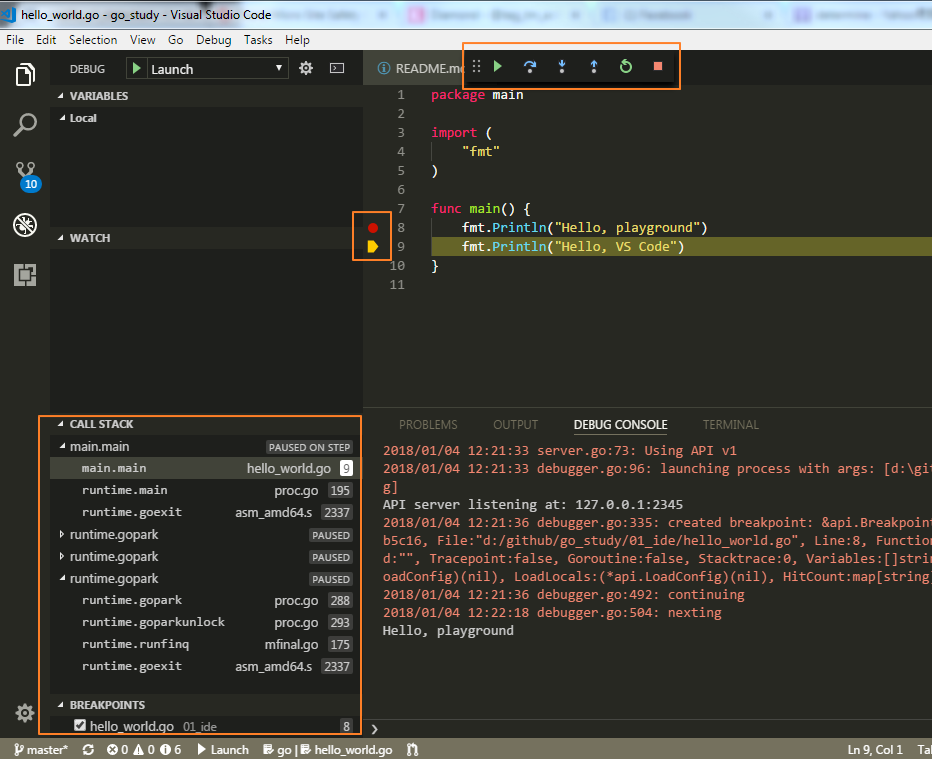 hello_world.go - go_study - Visual Studio Code
File Edit Selection View Go Debug Tasks Help
DEBUG Launch
README.m
VARIABLES
Local
WATCH
10
1 package main
2
3 import (
4 "fmt"
5 )
6
7 func main() {
8 fmt.Println("Hello, playground")
9 fmt.Println("Hello, VS Code")
10 }
11
CALL STACK
main.main PAUSED ON STEP
main.main hello_world.go 9
runtime.main proc.go 195
runtime.goexit asm_amd64.s 2337
runtime.gopark PAUSED
runtime.gopark PAUSED
runtime.gopark PAUSED
runtime.gopark proc.go 288
runtime.goparkunlock proc.go 293
runtime.runfinq mfinal.go 175
runtime.goexit asm_amd64.s 2337
BREAKPOINTS
hello_world.go 01_ide 8
PROBLEMS OUTPUT DEBUG CONSOLE TERMINAL
2018/01/04 12:21:33 server.go:73: Using API v1
2018/01/04 12:21:33 debugger.go:96: launching process with args: [d:\git
g]
API server listening at: 127.0.0.1:2345
2018/01/04 12:21:36 debugger.go:335: created breakpoint: &api.Breakpoint
b5c16, File:"d:/github/go_study/01_ide/hello_world.go", Line:8, Function
d:"", Tracepoint:false, Goroutine:false, Stacktrace:0, Variables:[]strin
oadConfig)(nil), LoadLocals:(*api.LoadConfig)(nil), HitCount:map[string]
2018/01/04 12:21:36 debugger.go:492: continuing
2018/01/04 12:22:18 debugger.go:504: nexting
Hello, playground
master* 0 0 6 Launch go | hello_world.go Ln 9, Col 1 Ta